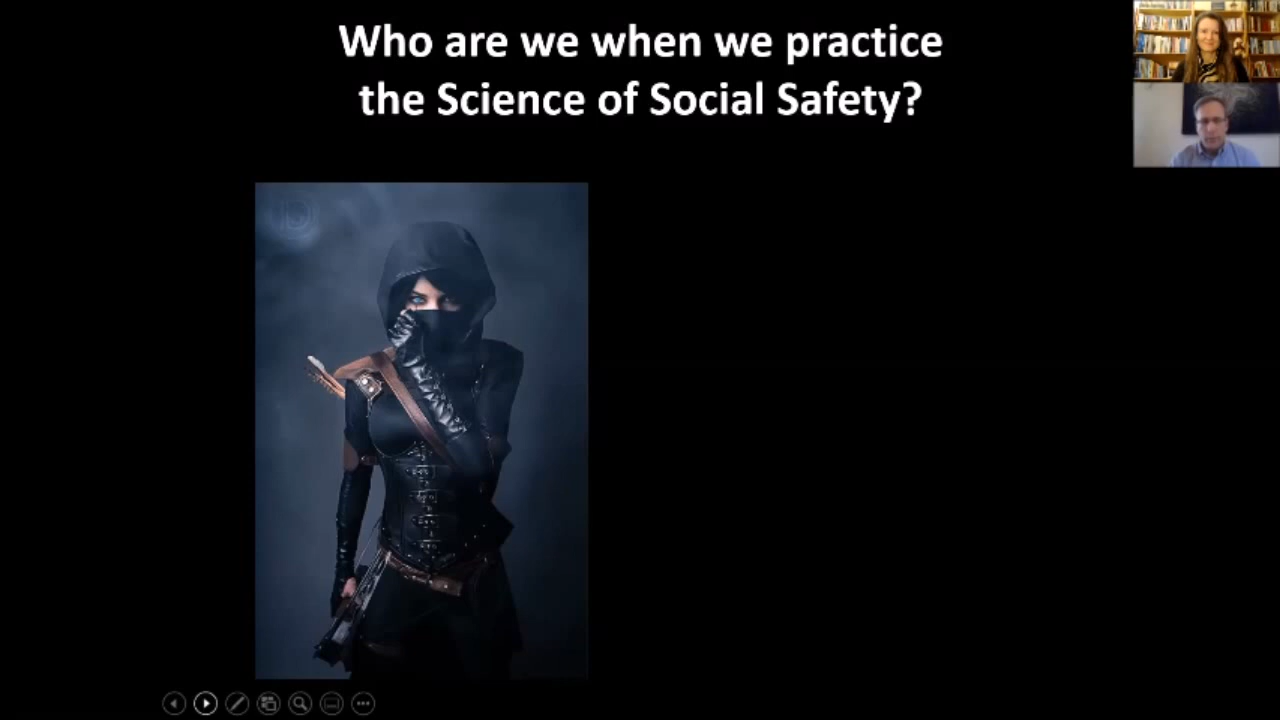 Who are we when we practice
the Science of Social Safety?